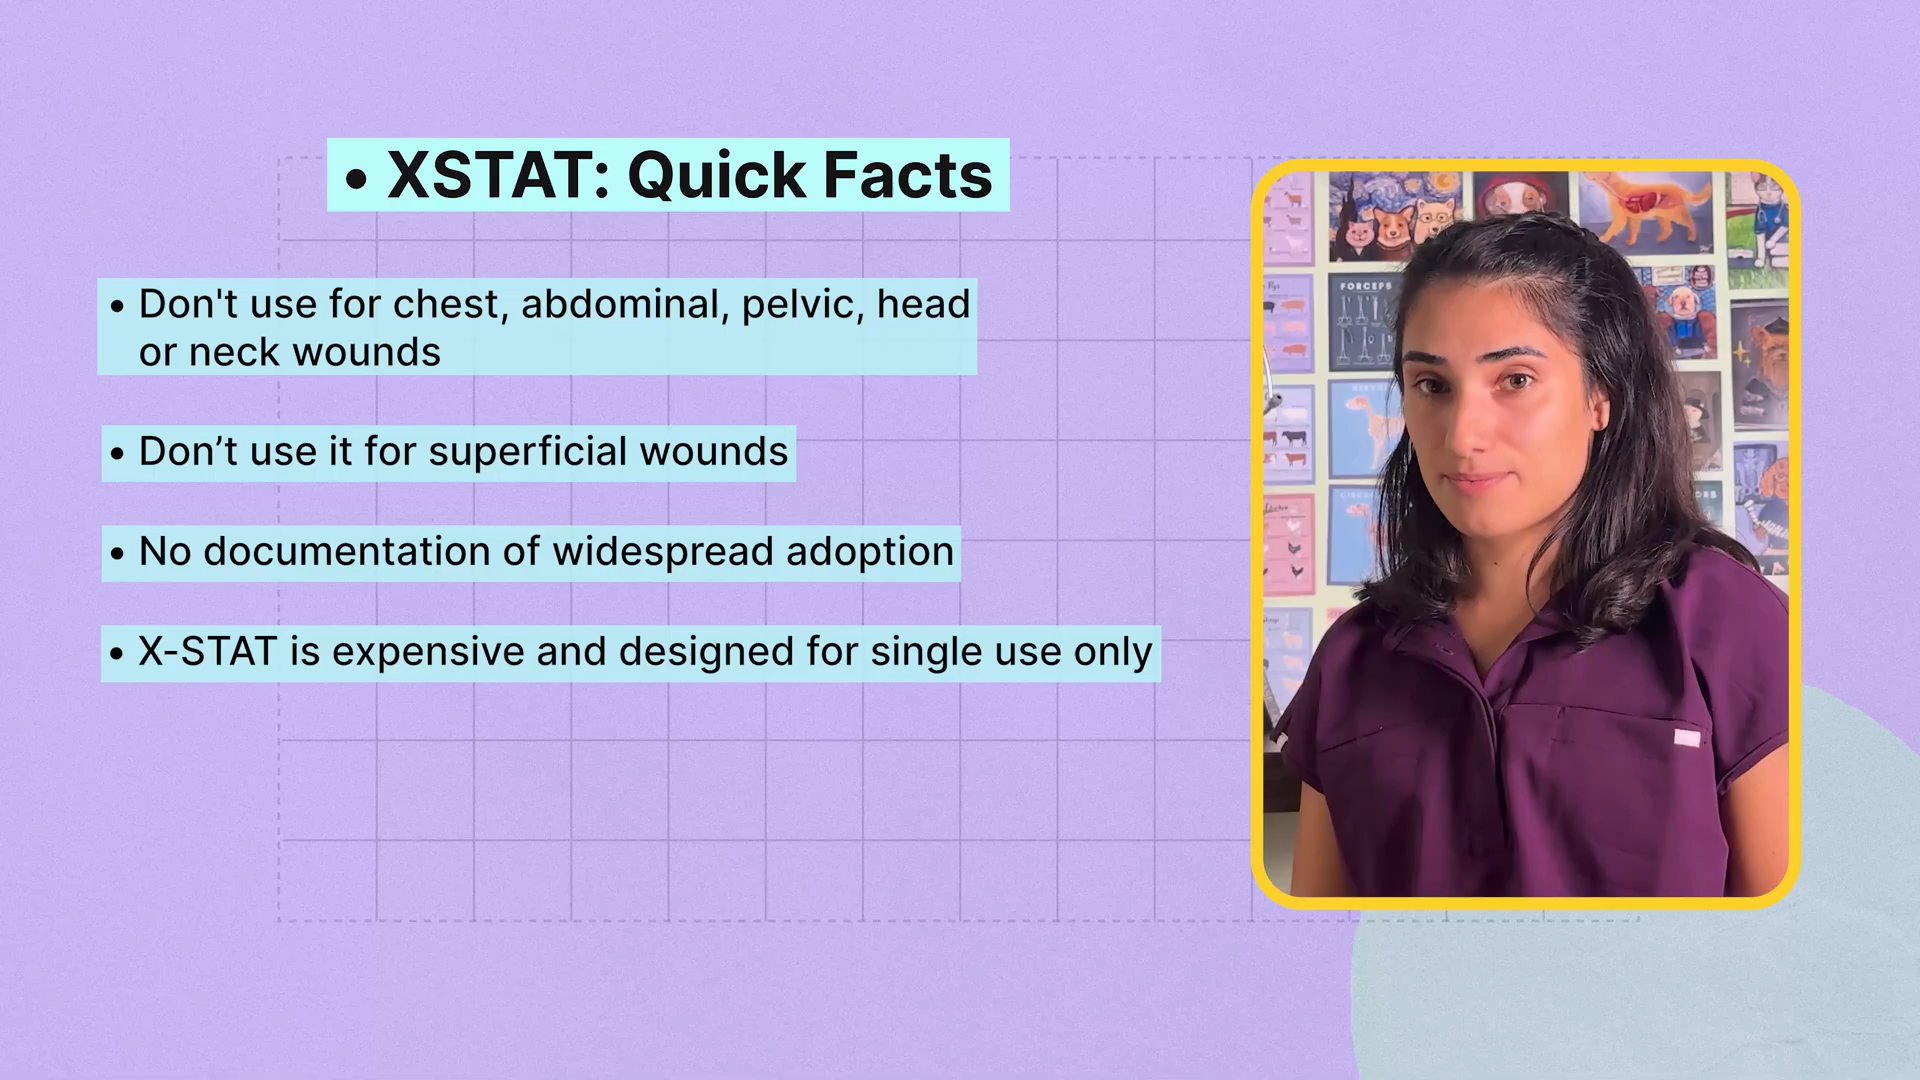 • XSTAT: Quick Facts
• Don't use for chest, abdominal, pelvic, head
or neck wounds
• Don’t use it for superficial wounds
• No documentation of widespread adoption
• X-STAT is expensive and designed for single use only
FORCEPS